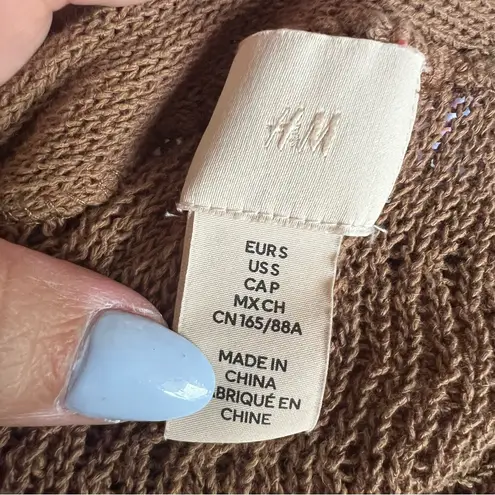 H&M
EUR S
US S
CA P
MX CH
CN 165/88A
MADE IN
CHINA
ABRIQUÉ EN
CHINE